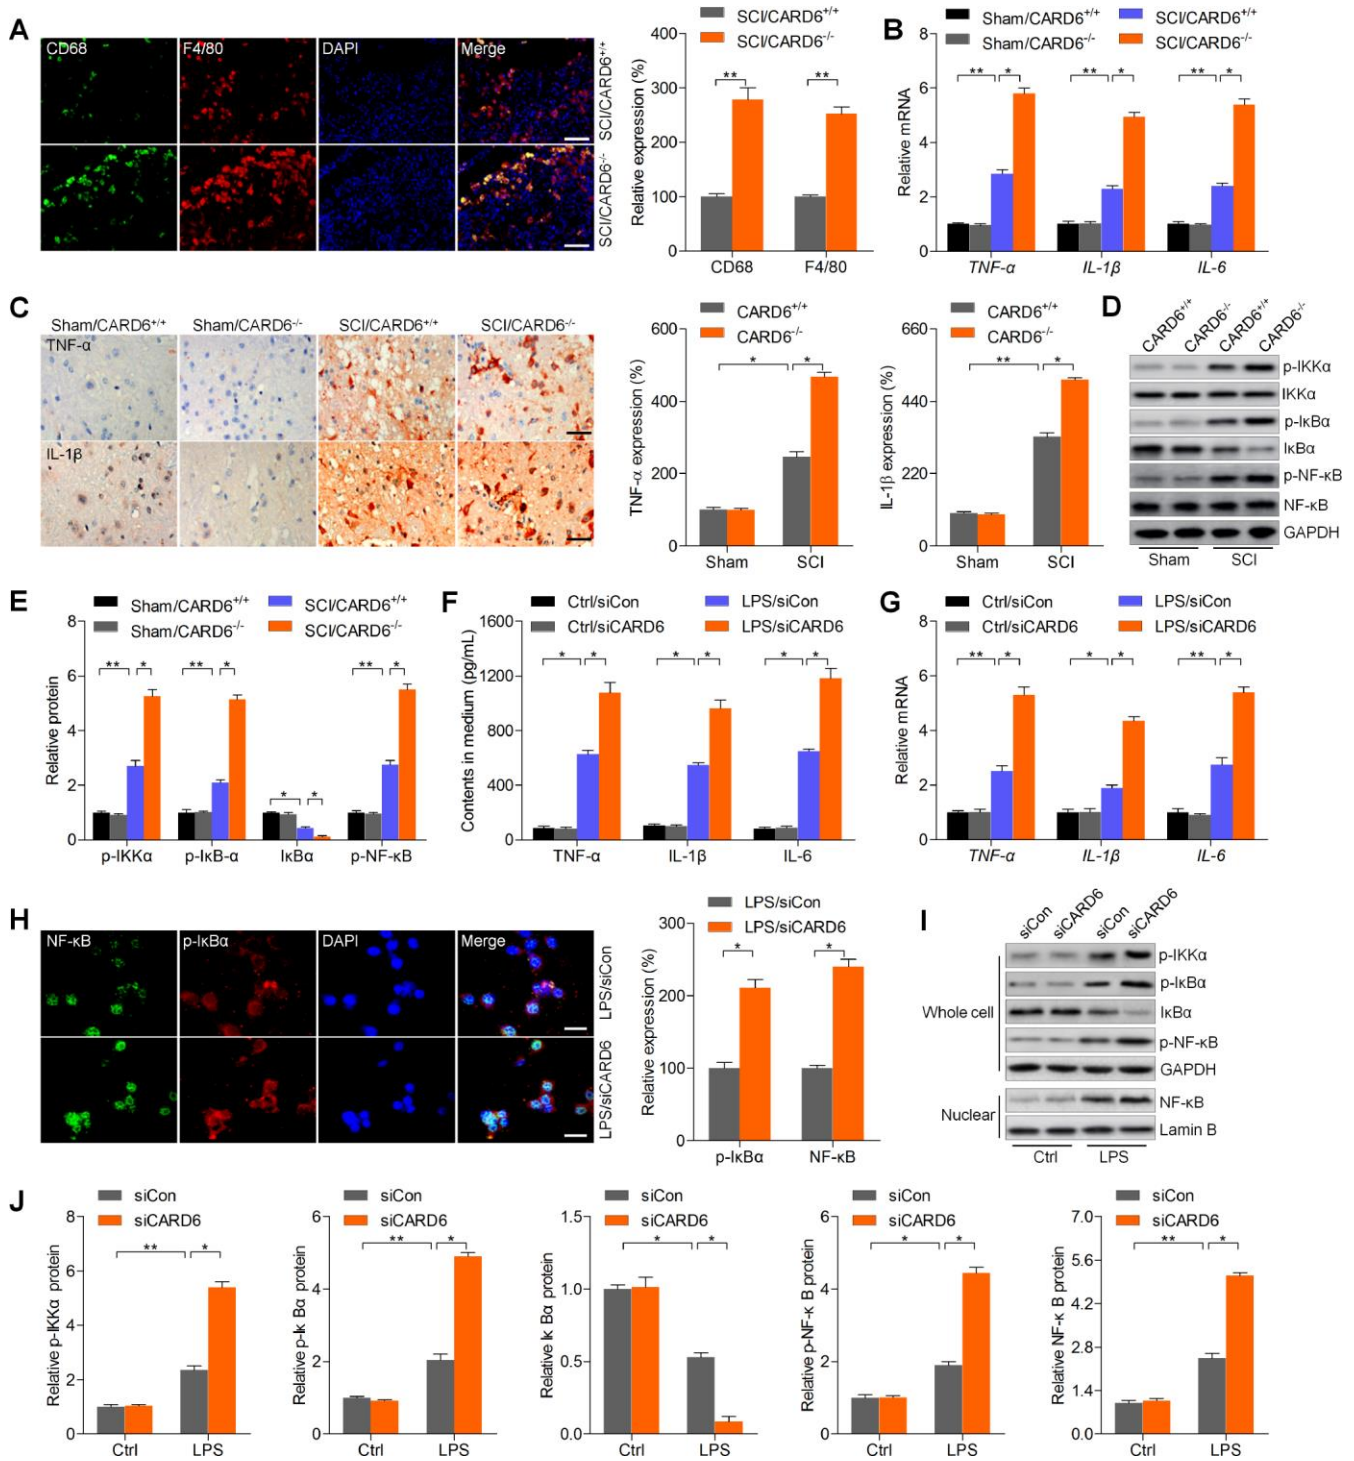 A
CD68
F4/80
DAPI
Merge
SCI/CARD6+/+
SCI/CARD6-/-
SCI/CARD6+/+
SCI/CARD6-/-
Relative expression (%)
400
300
200
100
0
**
**
CD68
F4/80
B
Sham/CARD6+/+
Sham/CARD6-/-
SCI/CARD6+/+
SCI/CARD6-/-
Relative mRNA
8
6
4
2
0
** *
** *
** *
TNF-α
IL-1β
IL-6
C
Sham/CARD6+/+
Sham/CARD6-/-
SCI/CARD6+/+
SCI/CARD6-/-
TNF-α
IL-1β
CARD6+/+
CARD6-/-
TNF-α expression (%)
600
400
200
0
* *
Sham
SCI
CARD6+/+
CARD6-/-
IL-1β expression (%)
660
440
220
0
** *
Sham
SCI
D
CARD6+/+
CARD6-/-
CARD6+/+
CARD6-/-
p-IKKα
IKKα
p-IκBα
IκBα
p-NF-κB
NF-κB
GAPDH
Sham
SCI
E
Sham/CARD6+/+
Sham/CARD6-/-
SCI/CARD6+/+
SCI/CARD6-/-
Relative protein
8
6
4
2
0
** *
** *
* *
** *
p-IKKα
p-IκB-α
IκBα
p-NF-κB
F
Ctrl/siCon
Ctrl/siCARD6
LPS/siCon
LPS/siCARD6
Contents in medium (pg/mL)
1600
1200
800
400
0
* *
* *
* *
TNF-α
IL-1β
IL-6
G
Ctrl/siCon
Ctrl/siCARD6
LPS/siCon
LPS/siCARD6
Relative mRNA
8
6
4
2
0
** *
* *
** *
TNF-α
IL-1β
IL-6
H
NF-κB
p-IκBα
DAPI
Merge
LPS/siCon
LPS/siCARD6
LPS/siCon
LPS/siCARD6
Relative expression (%)
300
200
100
0
*
*
p-IκBα
NF-κB
I
siCon
siCARD6
siCon
siCARD6
Whole cell
p-IKKα
p-IκBα
IκBα
p-NF-κB
GAPDH
Nuclear
NF-κB
Lamin B
Ctrl
LPS
J
siCon
siCARD6
Relative p-IKKα protein
8
6
4
2
0
** *
Ctrl
LPS
siCon
siCARD6
Relative p-Iκ Bα protein
6
4
2
0
** *
Ctrl
LPS
siCon
siCARD6
Relative Iκ Bα protein
1.5
1.0
0.5
0.0
* *
Ctrl
LPS
siCon
siCARD6
Relative p-NF-κ B protein
6
4
2
0
* *
Ctrl
LPS
siCon
siCARD6
Relative NF-κ B protein
7.0
5.6
4.2
2.8
1.4
0.0
** *
Ctrl
LPS